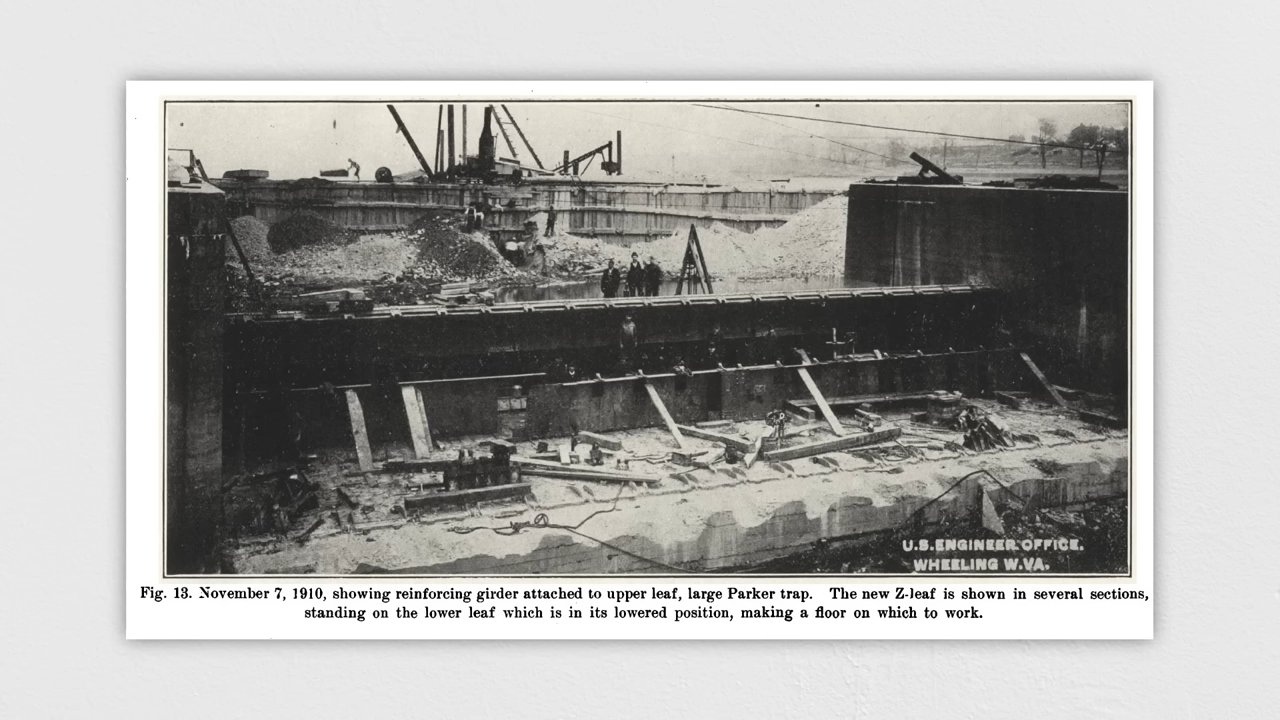 U.S.ENGINEER OFFICE.
WHEELING W.VA.
Fig. 13. November 7, 1910, showing reinforcing girder attached to upper leaf, large Parker trap. The new Z-leaf is shown in several sections,
standing on the lower leaf which is in its lowered position, making a floor on which to work.